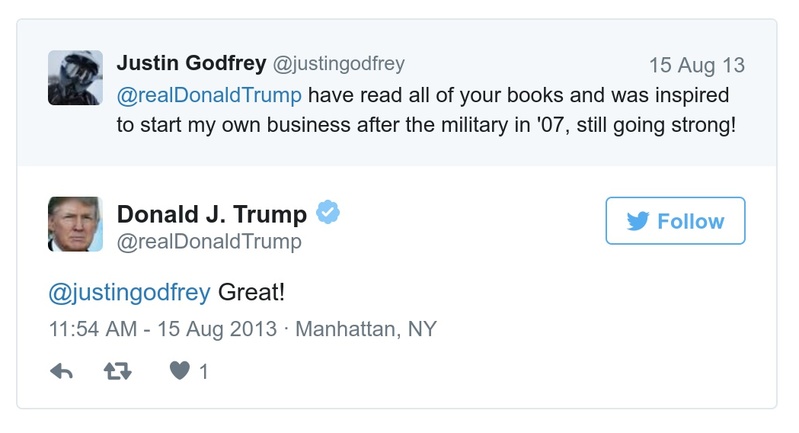 Justin Godfrey @justingodfrey 15 Aug 13
@realDonaldTrump have read all of your books and was inspired
to start my own business after the military in '07, still going strong!
Donald J. Trump
@realDonaldTrump
Follow
@justingodfrey Great!
11:54 AM - 15 Aug 2013 · Manhattan, NY
1